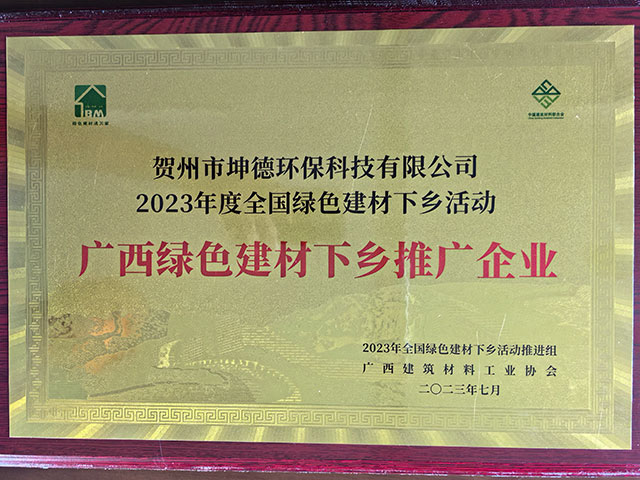 贺州市坤德环保科技有限公司
2023年度全国绿色建材下乡活动
广西绿色建材下乡推广企业
2023年全国绿色建材下乡活动推进组
广西建筑材料工业协会
二〇二三年七月